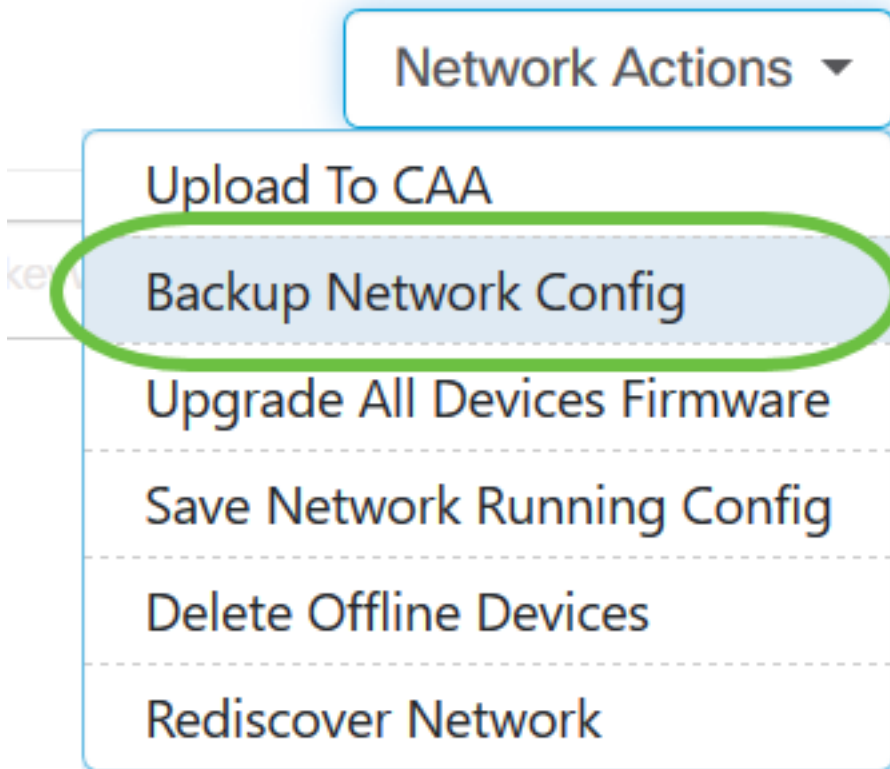 Network Actions
Upload To CAA
Backup Network Config
Upgrade All Devices Firmware
Save Network Running Config
Delete Offline Devices
Rediscover Network